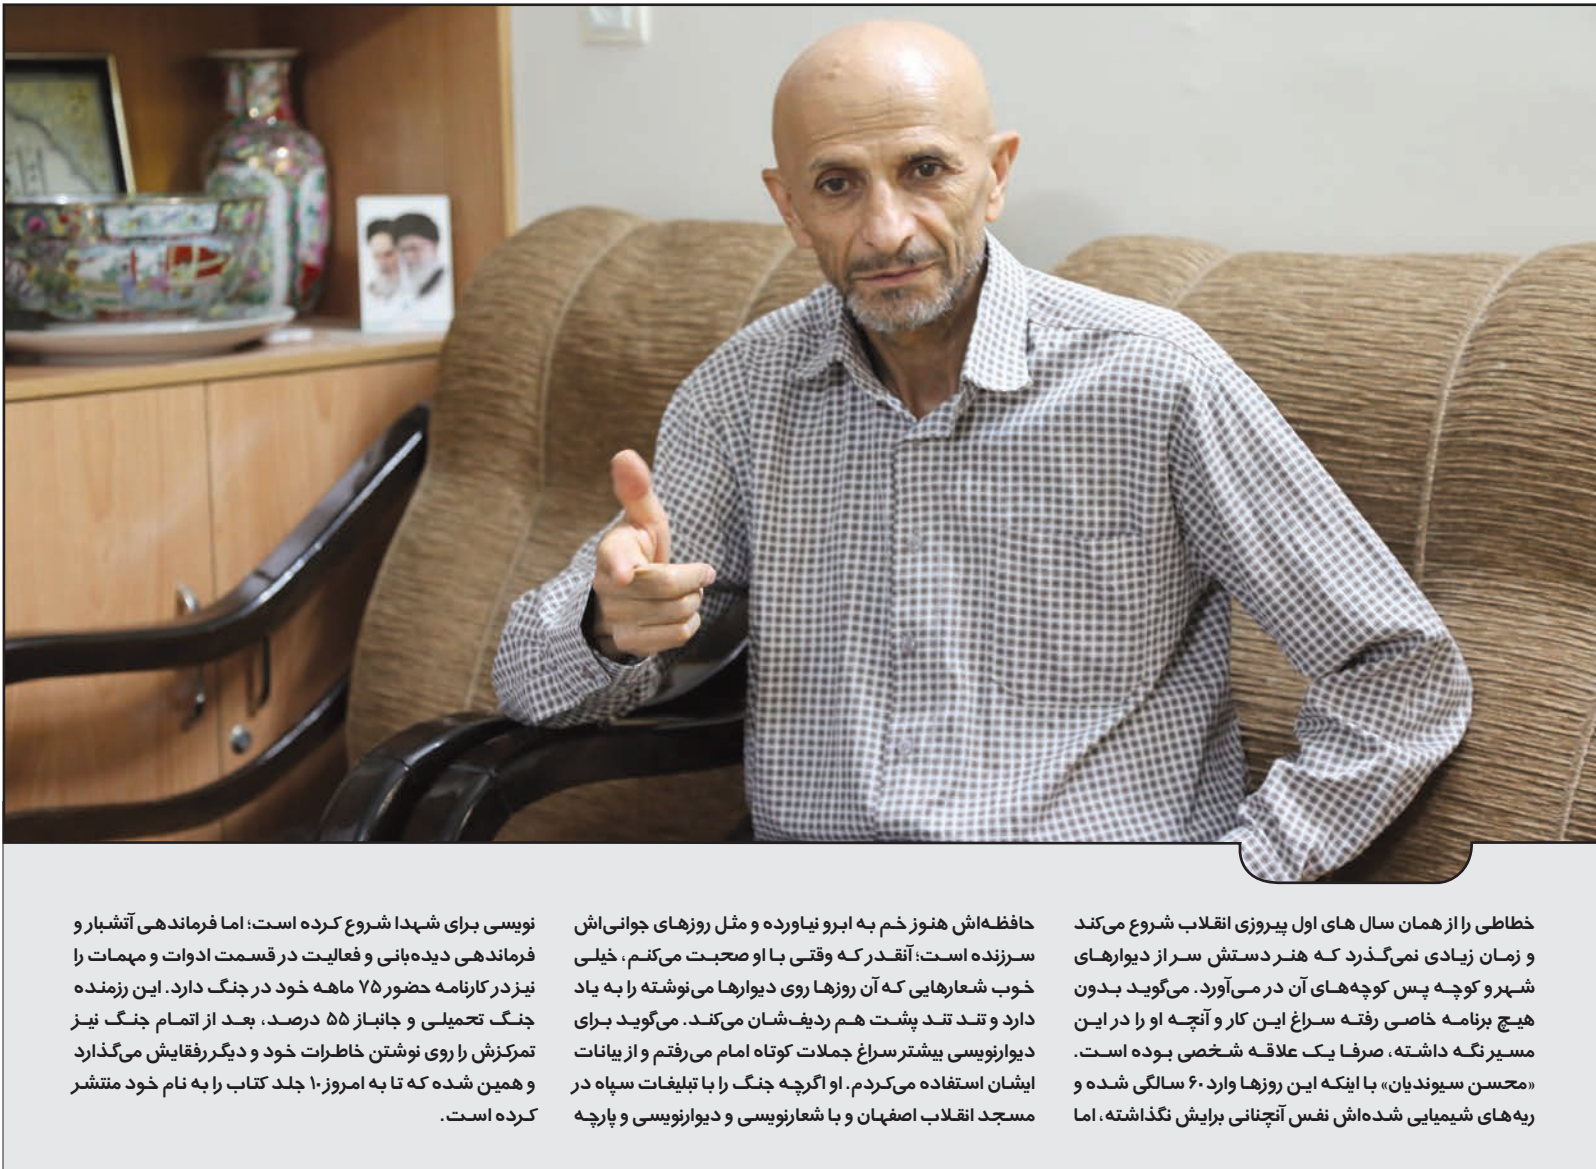 خطاطی را از همان سال های اول پیروزی انقلاب شروع می‌کند
و زمان زیادی نمی‌گذرد که هنر دستش سر از دیوارهای
شهر و کوچه پس کوچه‌های آن در می‌آورد. می‌گوید بدون
هیچ برنامه خاصی رفته سراغ این کار و آنچه او را در این
مسیر نگه داشته، صرفا یک علاقه شخصی بوده است.
«محسن سیوندیان» با اینکه این روزها وارد ۶۰ سالگی شده و
ریه‌های شیمیایی شده‌اش نفس آنچنانی برایش نگذاشته، اما
حافظه‌اش هنوز خم به ابرو نیاورده و مثل روزهای جوانی‌اش
سرزنده است؛ آنقدر که وقتی با او صحبت می‌کنم، خیلی
خوب شعارهایی که آن روزها روی دیوارها می‌نوشته را به یاد
دارد و تند تند پشت هم ردیف‌شان می‌کند. می‌گوید برای
دیوارنویسی بیشتر سراغ جملات کوتاه امام می‌رفتم و از بیانات
ایشان استفاده می‌کردم. او اگرچه جنگ را با تبلیغات سپاه در
مسجد انقلاب اصفهان و با شعارنویسی و دیوارنویسی و پارچه
نویسی برای شهدا شروع کرده است؛ اما فرماندهی آتشبار و
فرماندهی دیده‌بانی و فعالیت در قسمت ادوات و مهمات را
نیز در کارنامه حضور ۷۵ ماهه خود در جنگ دارد. این رزمنده
جنگ تحمیلی و جانباز ۵۵ درصد، بعد از اتمام جنگ نیز
تمرکزش را روی نوشتن خاطرات خود و دیگر رفقایش می‌گذارد
و همین شده که تا به امروز ۱۰ جلد کتاب را به نام خود منتشر
کرده است.